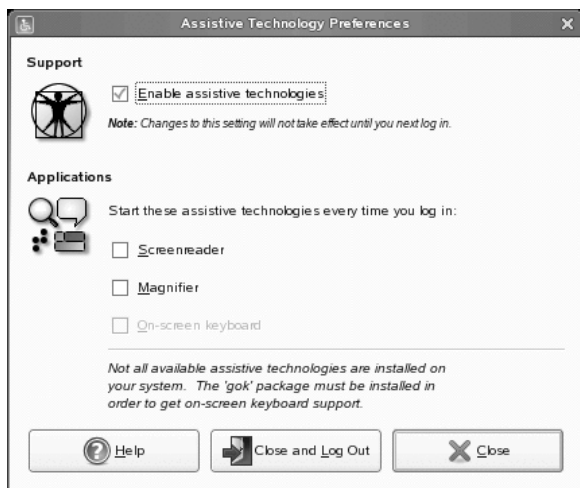 Assistive Technology Preferences
Support
Enable assistive technologies
Note: Changes to this setting will not take effect until you next log in.
Applications
Start these assistive technologies every time you log in:
Screenreader
Magnifier
On-screen keyboard
Not all available assistive technologies are installed on
your system. The 'gok' package must be installed in
order to get on-screen keyboard support.
Help
Close and Log Out
Close